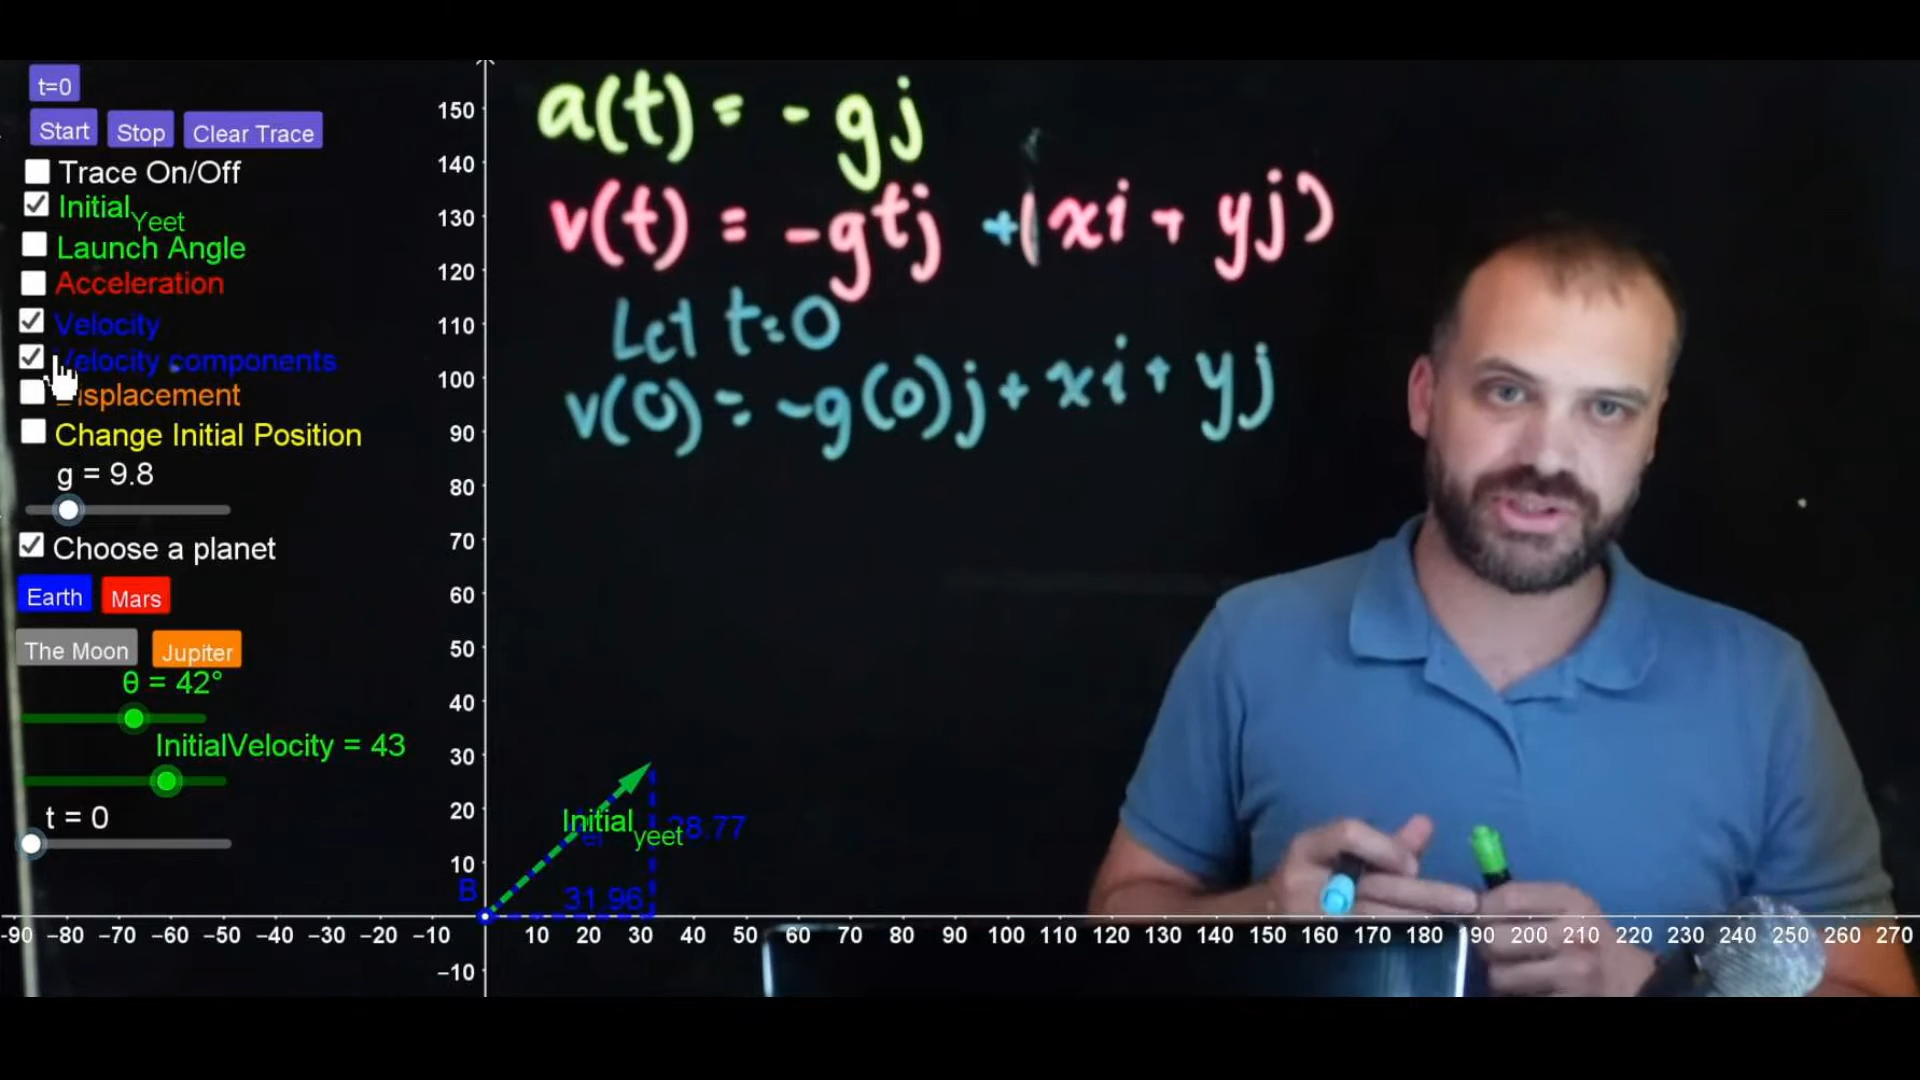 t=0
Start Stop Clear Trace
Trace On/Off
Initial Yeet
Launch Angle
Acceleration
Velocity
Velocity components
Displacement
Change Initial Position
g = 9.8
Choose a planet
Earth Mars
The Moon Jupiter
θ = 42°
InitialVelocity = 43
t = 0
a(t) = -gj
v(t) = -gtj + (xi + yj)
Let t=0
v(0) = -g(0)j + xi + yj
150
140
130
120
110
100
90
80
70
60
50
40
30
20
10
-10
Initial yeet
28.77
31.96
B
-90 -80 -70 -60 -50 -40 -30 -20 -10 10 20 30 40 50 60 70 80 90 100 110 120 130 140 150 160 170 180 190 200 210 220 230 240 250 260 270